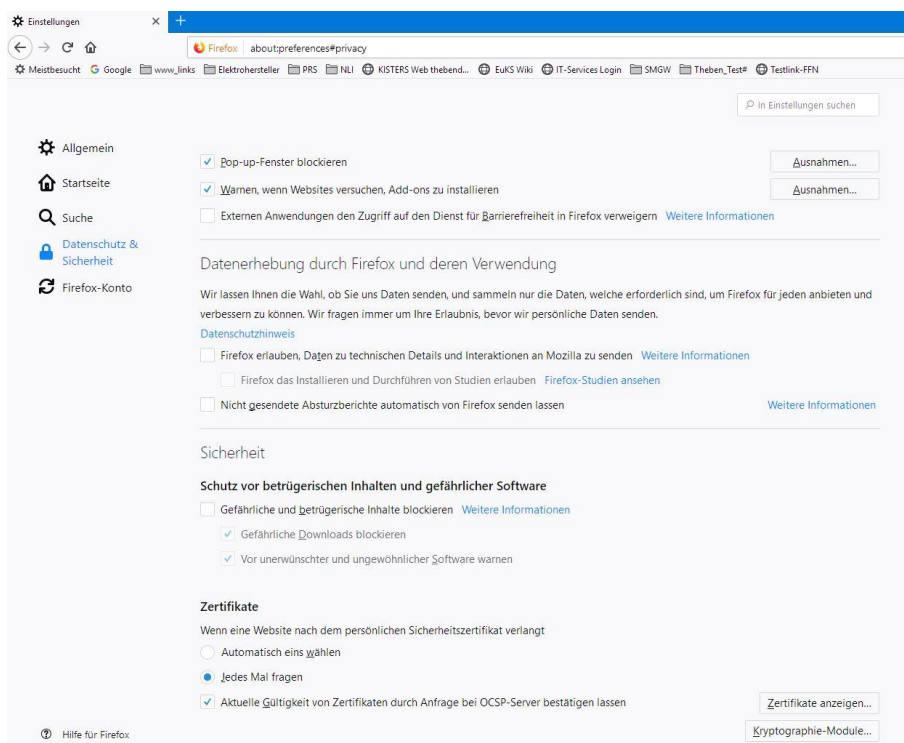 Einstellungen
Firefox about:preferences#privacy
Meistbesucht Google www_links Elektrohersteller PRS NLI KISTERS Web thebend... EuKS Wiki IT-Services Login SMGW Theben_Test# Testlink-FFN
In Einstellungen suchen
Allgemein
Startseite
Suche
Datenschutz &
Sicherheit
Firefox-Konto
Hilfe für Firefox
Pop-up-Fenster blockieren Ausnahmen...
Warnen, wenn Websites versuchen, Add-ons zu installieren Ausnahmen...
Externen Anwendungen den Zugriff auf den Dienst für Barrierefreiheit in Firefox verweigern Weitere Informationen
Datenerhebung durch Firefox und deren Verwendung
Wir lassen Ihnen die Wahl, ob Sie uns Daten senden, und sammeln nur die Daten, welche erforderlich sind, um Firefox für jeden anbieten und
verbessern zu können. Wir fragen immer um Ihre Erlaubnis, bevor wir persönliche Daten senden.
Datenschutzhinweis
Firefox erlauben, Daten zu technischen Details und Interaktionen an Mozilla zu senden Weitere Informationen
Firefox das Installieren und Durchführen von Studien erlauben Firefox-Studien ansehen
Nicht gesendete Absturzberichte automatisch von Firefox senden lassen Weitere Informationen
Sicherheit
Schutz vor betrügerischen Inhalten und gefährlicher Software
Gefährliche und betrügerische Inhalte blockieren Weitere Informationen
Gefährliche Downloads blockieren
Vor unerwünschter und ungewöhnlicher Software warnen
Zertifikate
Wenn eine Website nach dem persönlichen Sicherheitszertifikat verlangt
Automatisch eins wählen
Jedes Mal fragen
Aktuelle Gültigkeit von Zertifikaten durch Anfrage bei OCSP-Server bestätigen lassen Zertifikate anzeigen...
Kryptographie-Module...